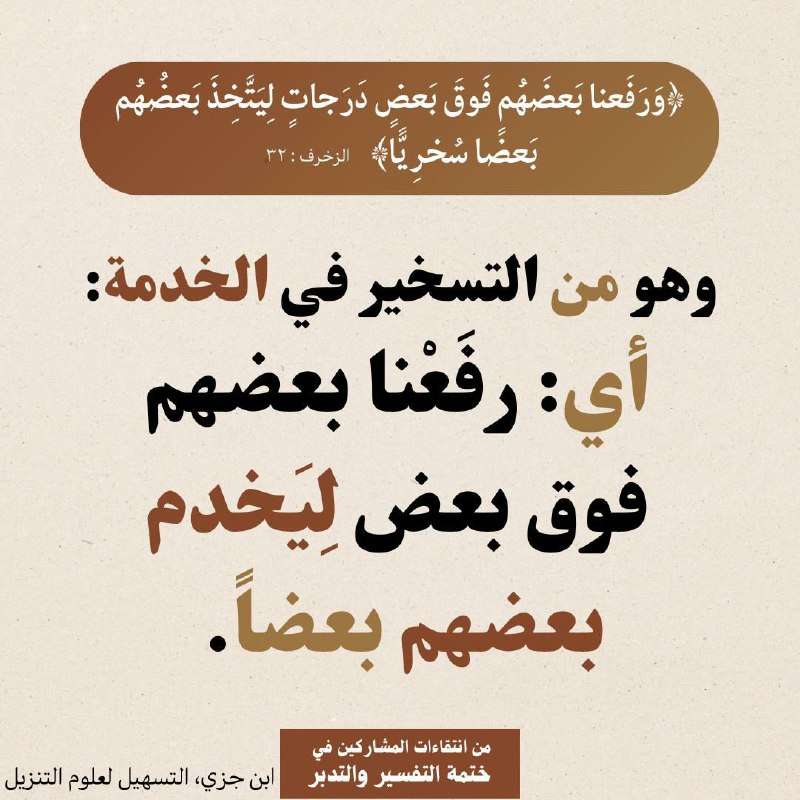 ﴿وَرَفَعنا بَعضَهُم فَوقَ بَعضٍ دَرَجاتٍ لِيَتَّخِذَ بَعضُهُم
بَعضًا سُخرِيًّا﴾ الزخرف : ٣٢
وهو من التسخير في الخدمة:
أي: رفَعْنا بعضهم
فوق بعض لِيَخدم
بعضهم بعضاً.
من انتقاءات المشاركين في
ختمة التفسير والتدبر
ابن جزي، التسهيل لعلوم التنزيل